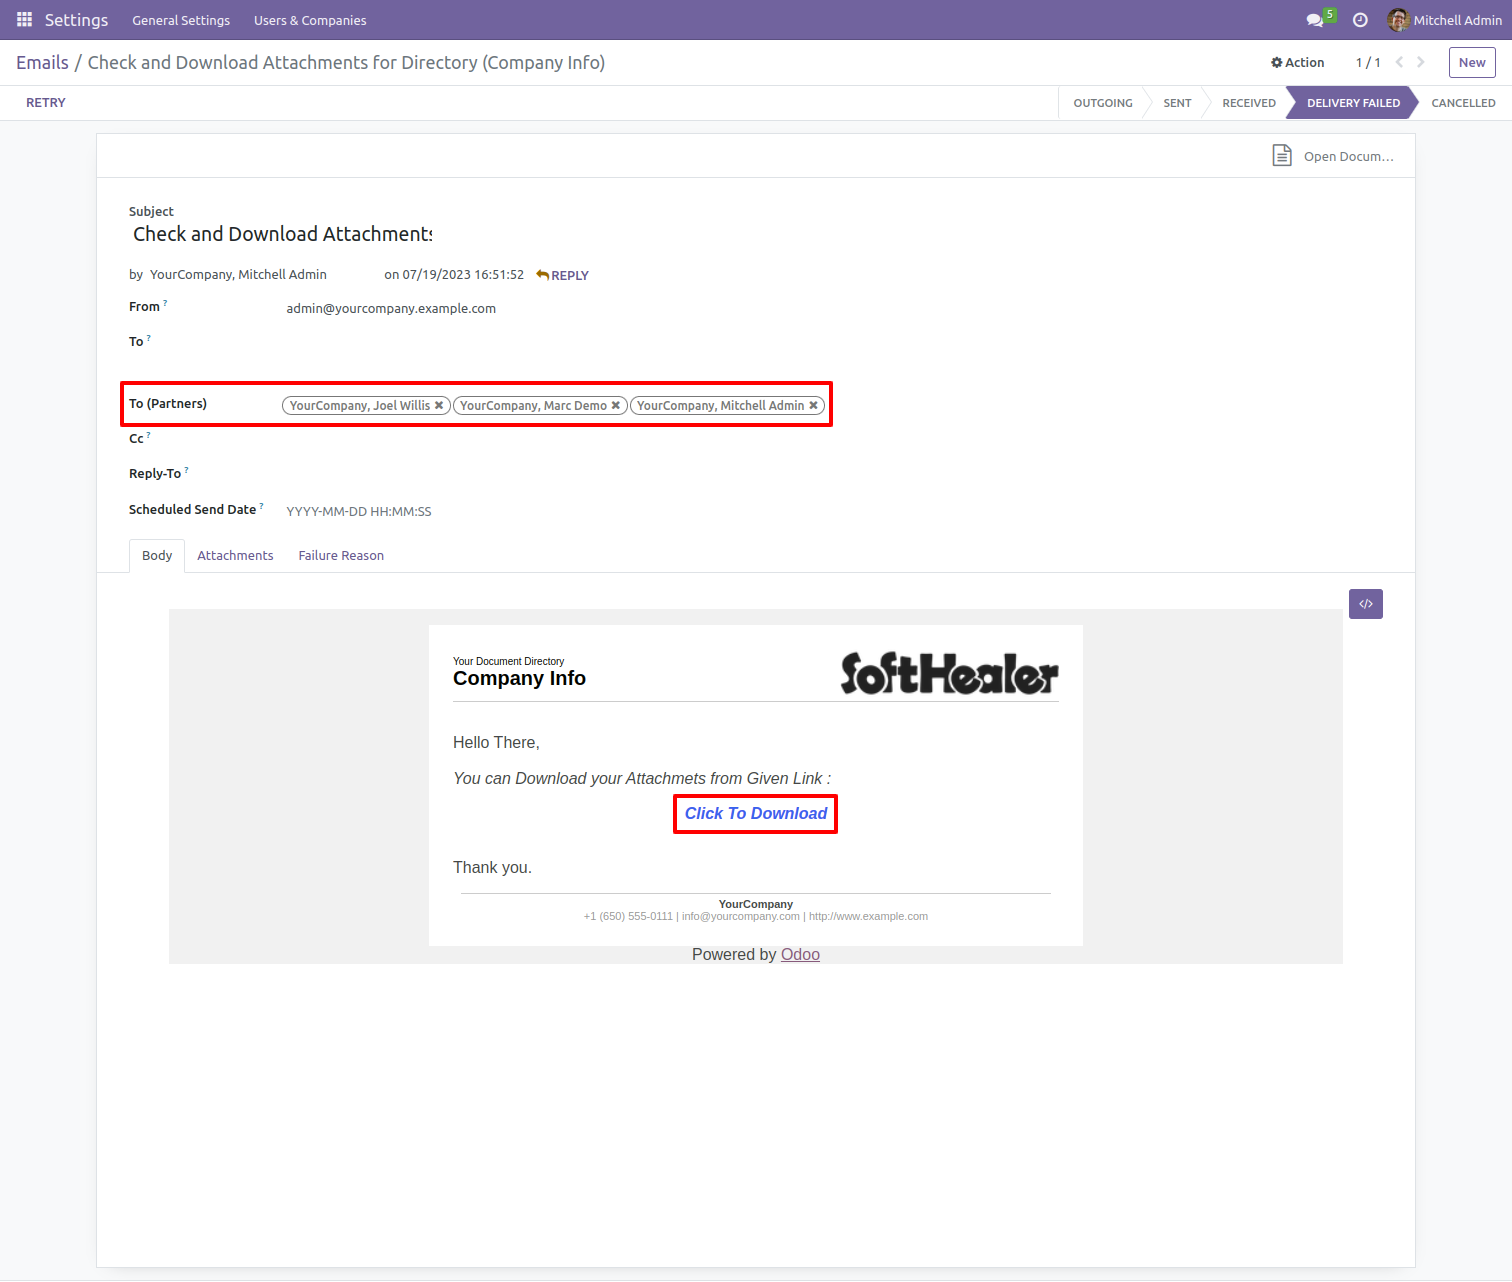 Settings General Settings Users & Companies 5 Mitchell Admin
Emails / Check and Download Attachments for Directory (Company Info) Action 1 / 1 New
RETRY OUTGOING SENT RECEIVED DELIVERY FAILED CANCELLED
Open Docum...
Subject
Check and Download Attachments
by YourCompany, Mitchell Admin on 07/19/2023 16:51:52 REPLY
From ? admin@yourcompany.example.com
To ?
To (Partners) YourCompany, Joel Willis ✖ YourCompany, Marc Demo ✖ YourCompany, Mitchell Admin ✖
Cc ?
Reply-To ?
Scheduled Send Date ? YYYY-MM-DD HH:MM:SS
Body Attachments Failure Reason
</>
Your Document Directory
Company Info
SoftHealer
Hello There,
You can Download your Attachmets from Given Link :
Click To Download
Thank you.
YourCompany
+1 (650) 555-0111 | info@yourcompany.com | http://www.example.com
Powered by Odoo